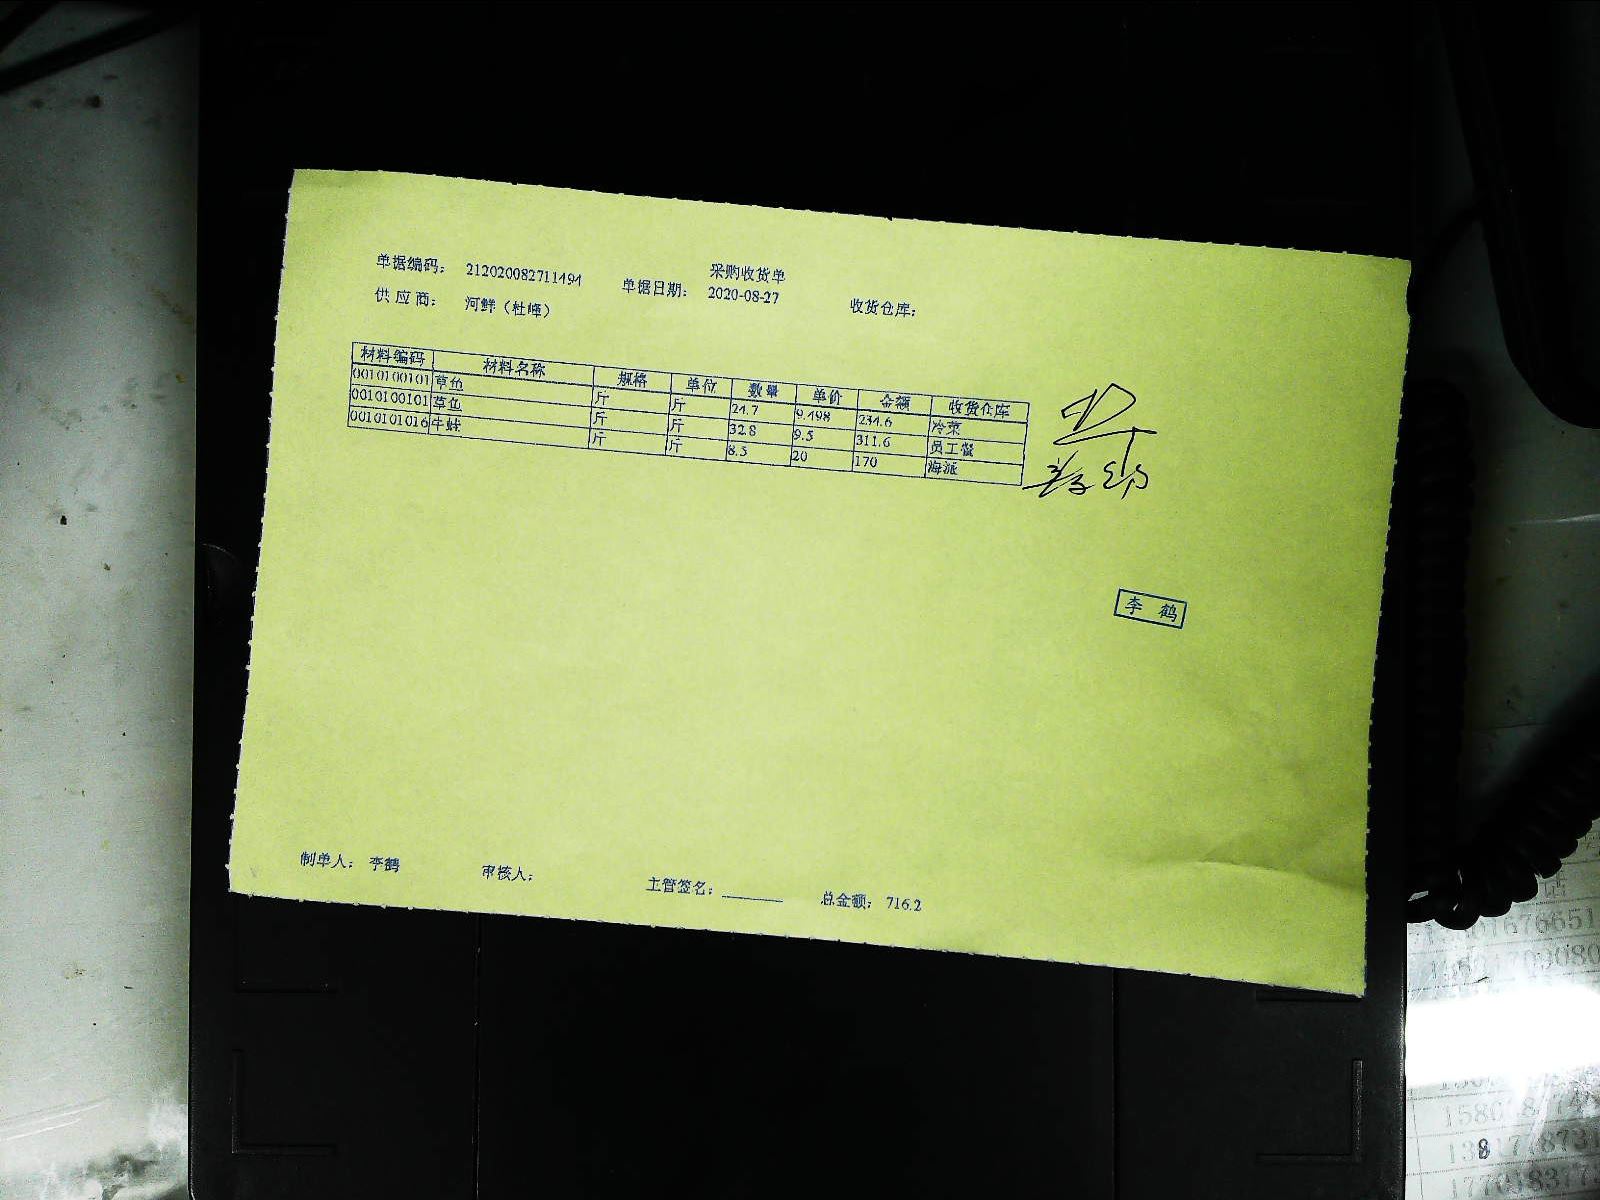 采购收货单
单据编码： 212020082711494 单据日期： 2020-08-27 收货仓库：
供 应 商： 河鲜（杜峰）
材料编码 材料名称 规格 单位 数量 单价 金额 收货仓库
0010100101 草鱼 斤 斤 24.7 9.498 234.6 冷菜
0010100101 草鱼 斤 斤 32.8 9.5 311.6 员工餐
0010101016 牛蛙 斤 斤 8.5 20 170 海派
李 鹤
制单人： 李鹤 审核人： 主管签名： 总金额： 716.2